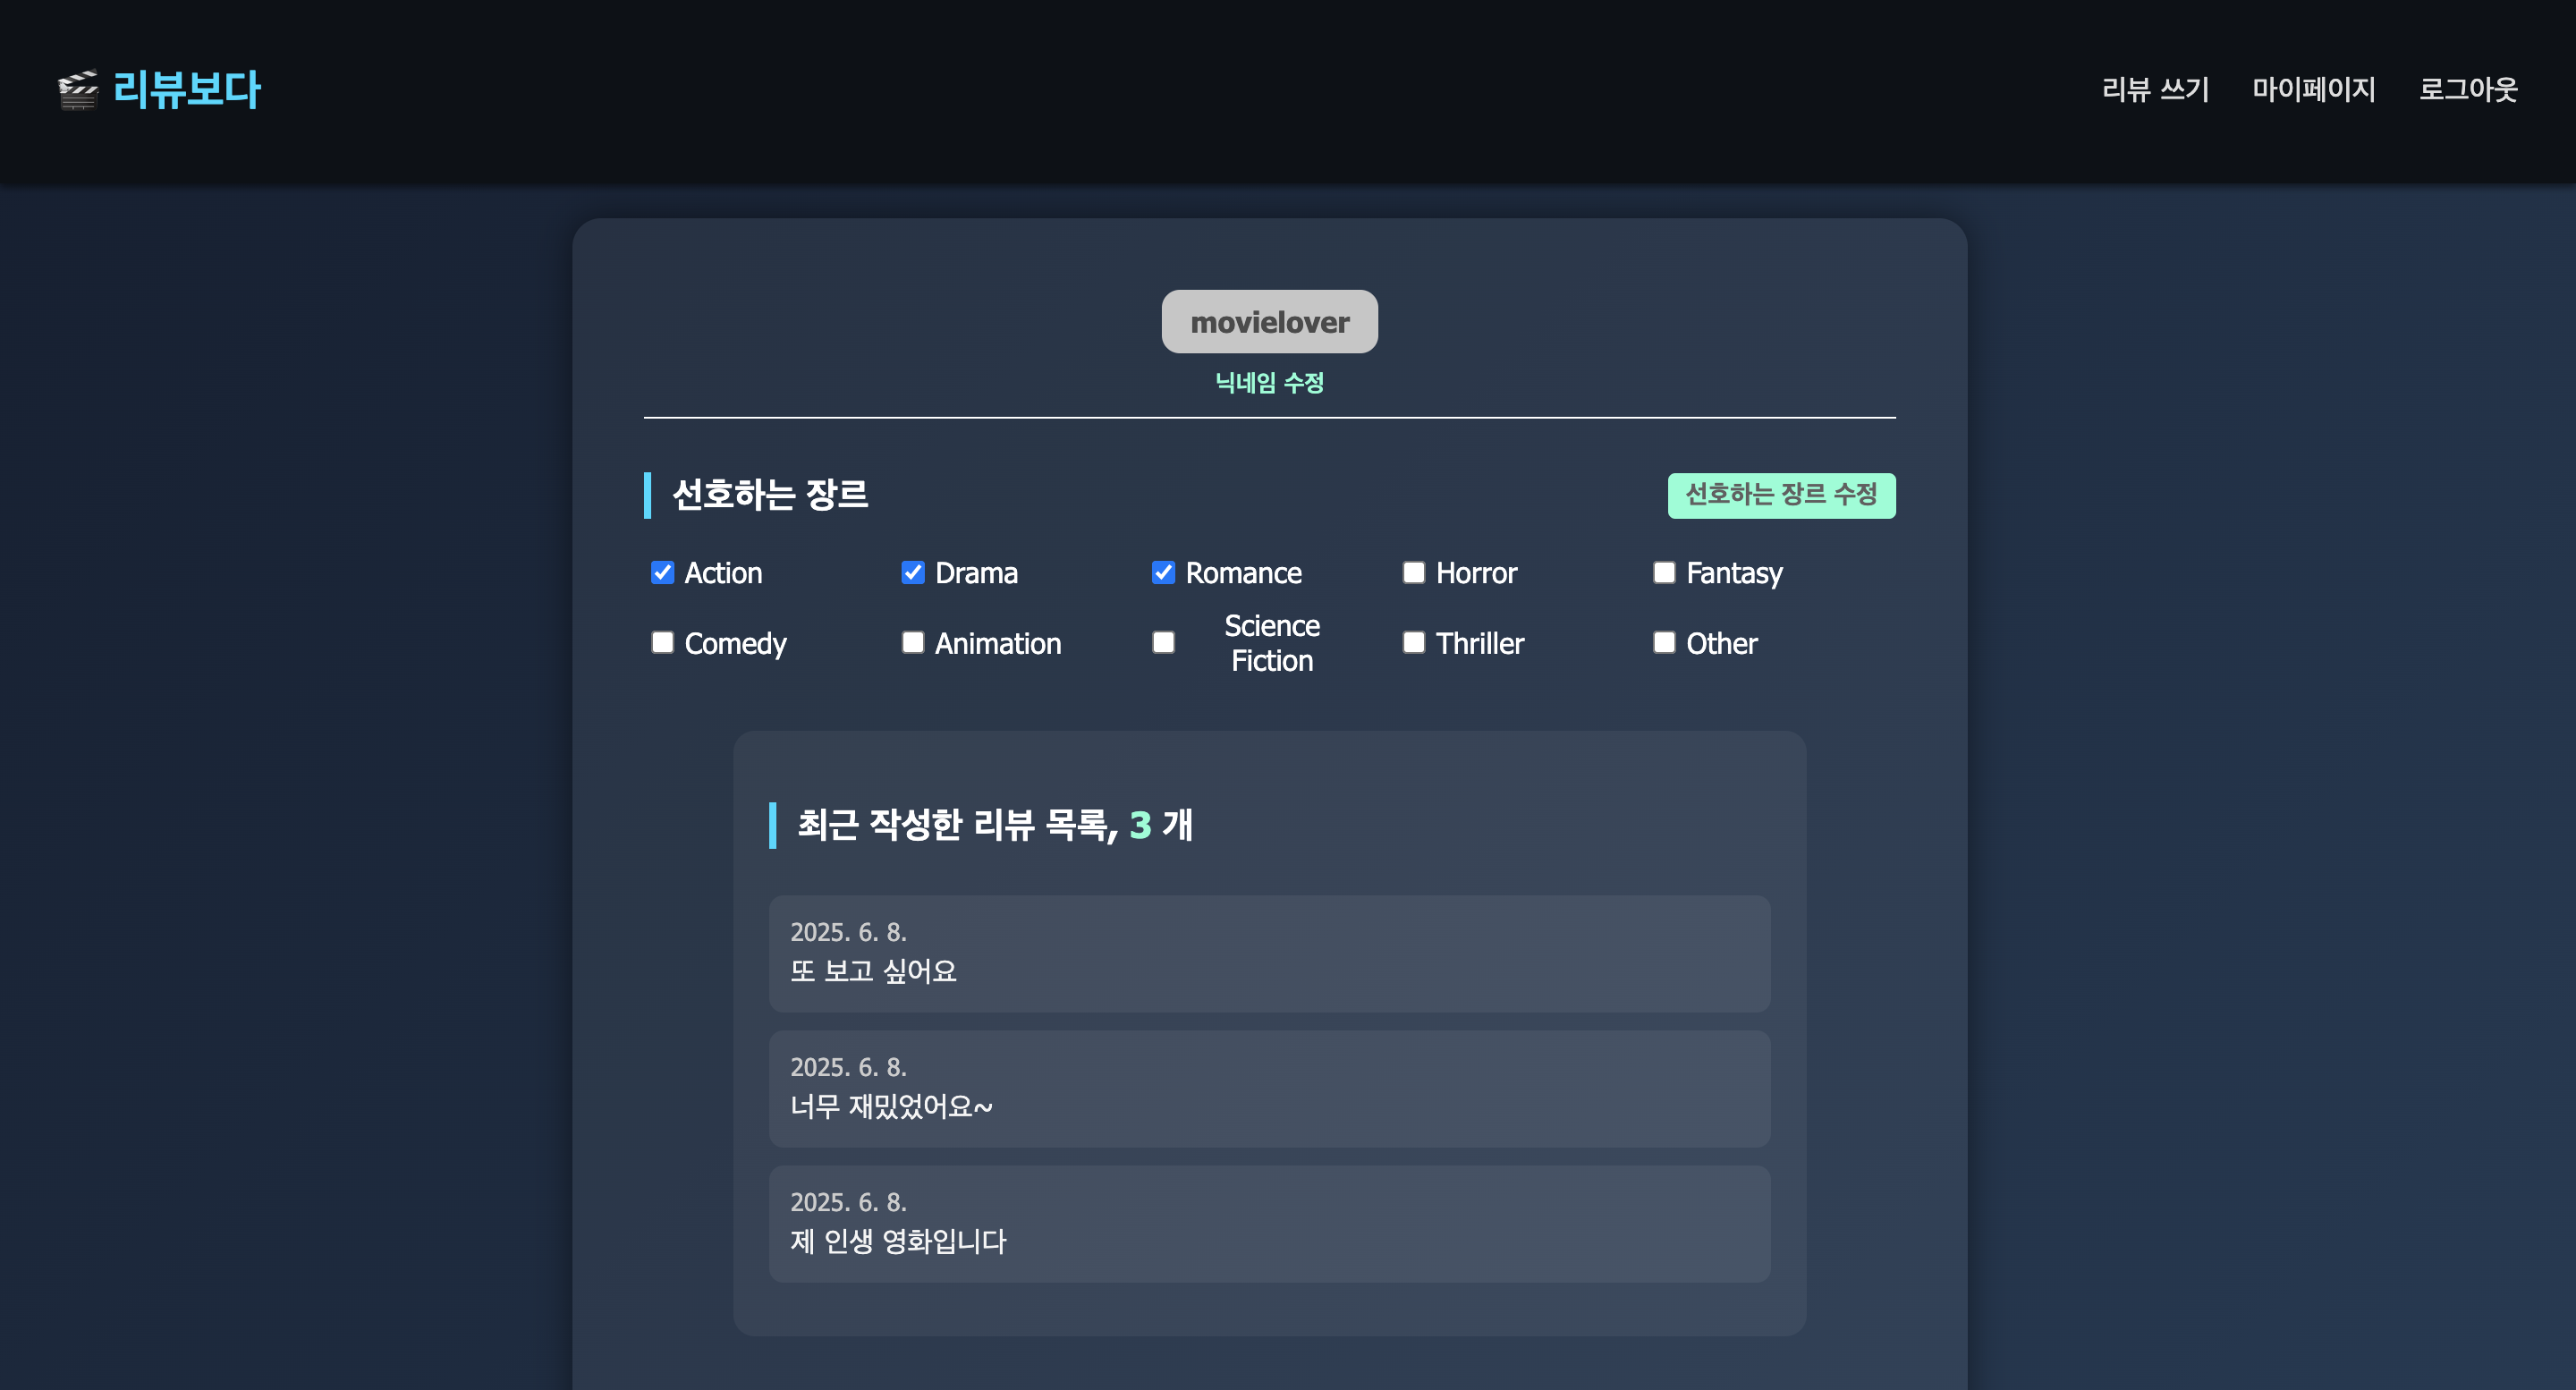 리뷰보다
리뷰 쓰기 마이페이지 로그아웃
movielover
닉네임 수정
선호하는 장르
선호하는 장르 수정
Action Drama Romance Horror Fantasy
Comedy Animation Science Fiction Thriller Other
최근 작성한 리뷰 목록, 3 개
2025. 6. 8.
또 보고 싶어요
2025. 6. 8.
너무 재밌었어요~
2025. 6. 8.
제 인생 영화입니다